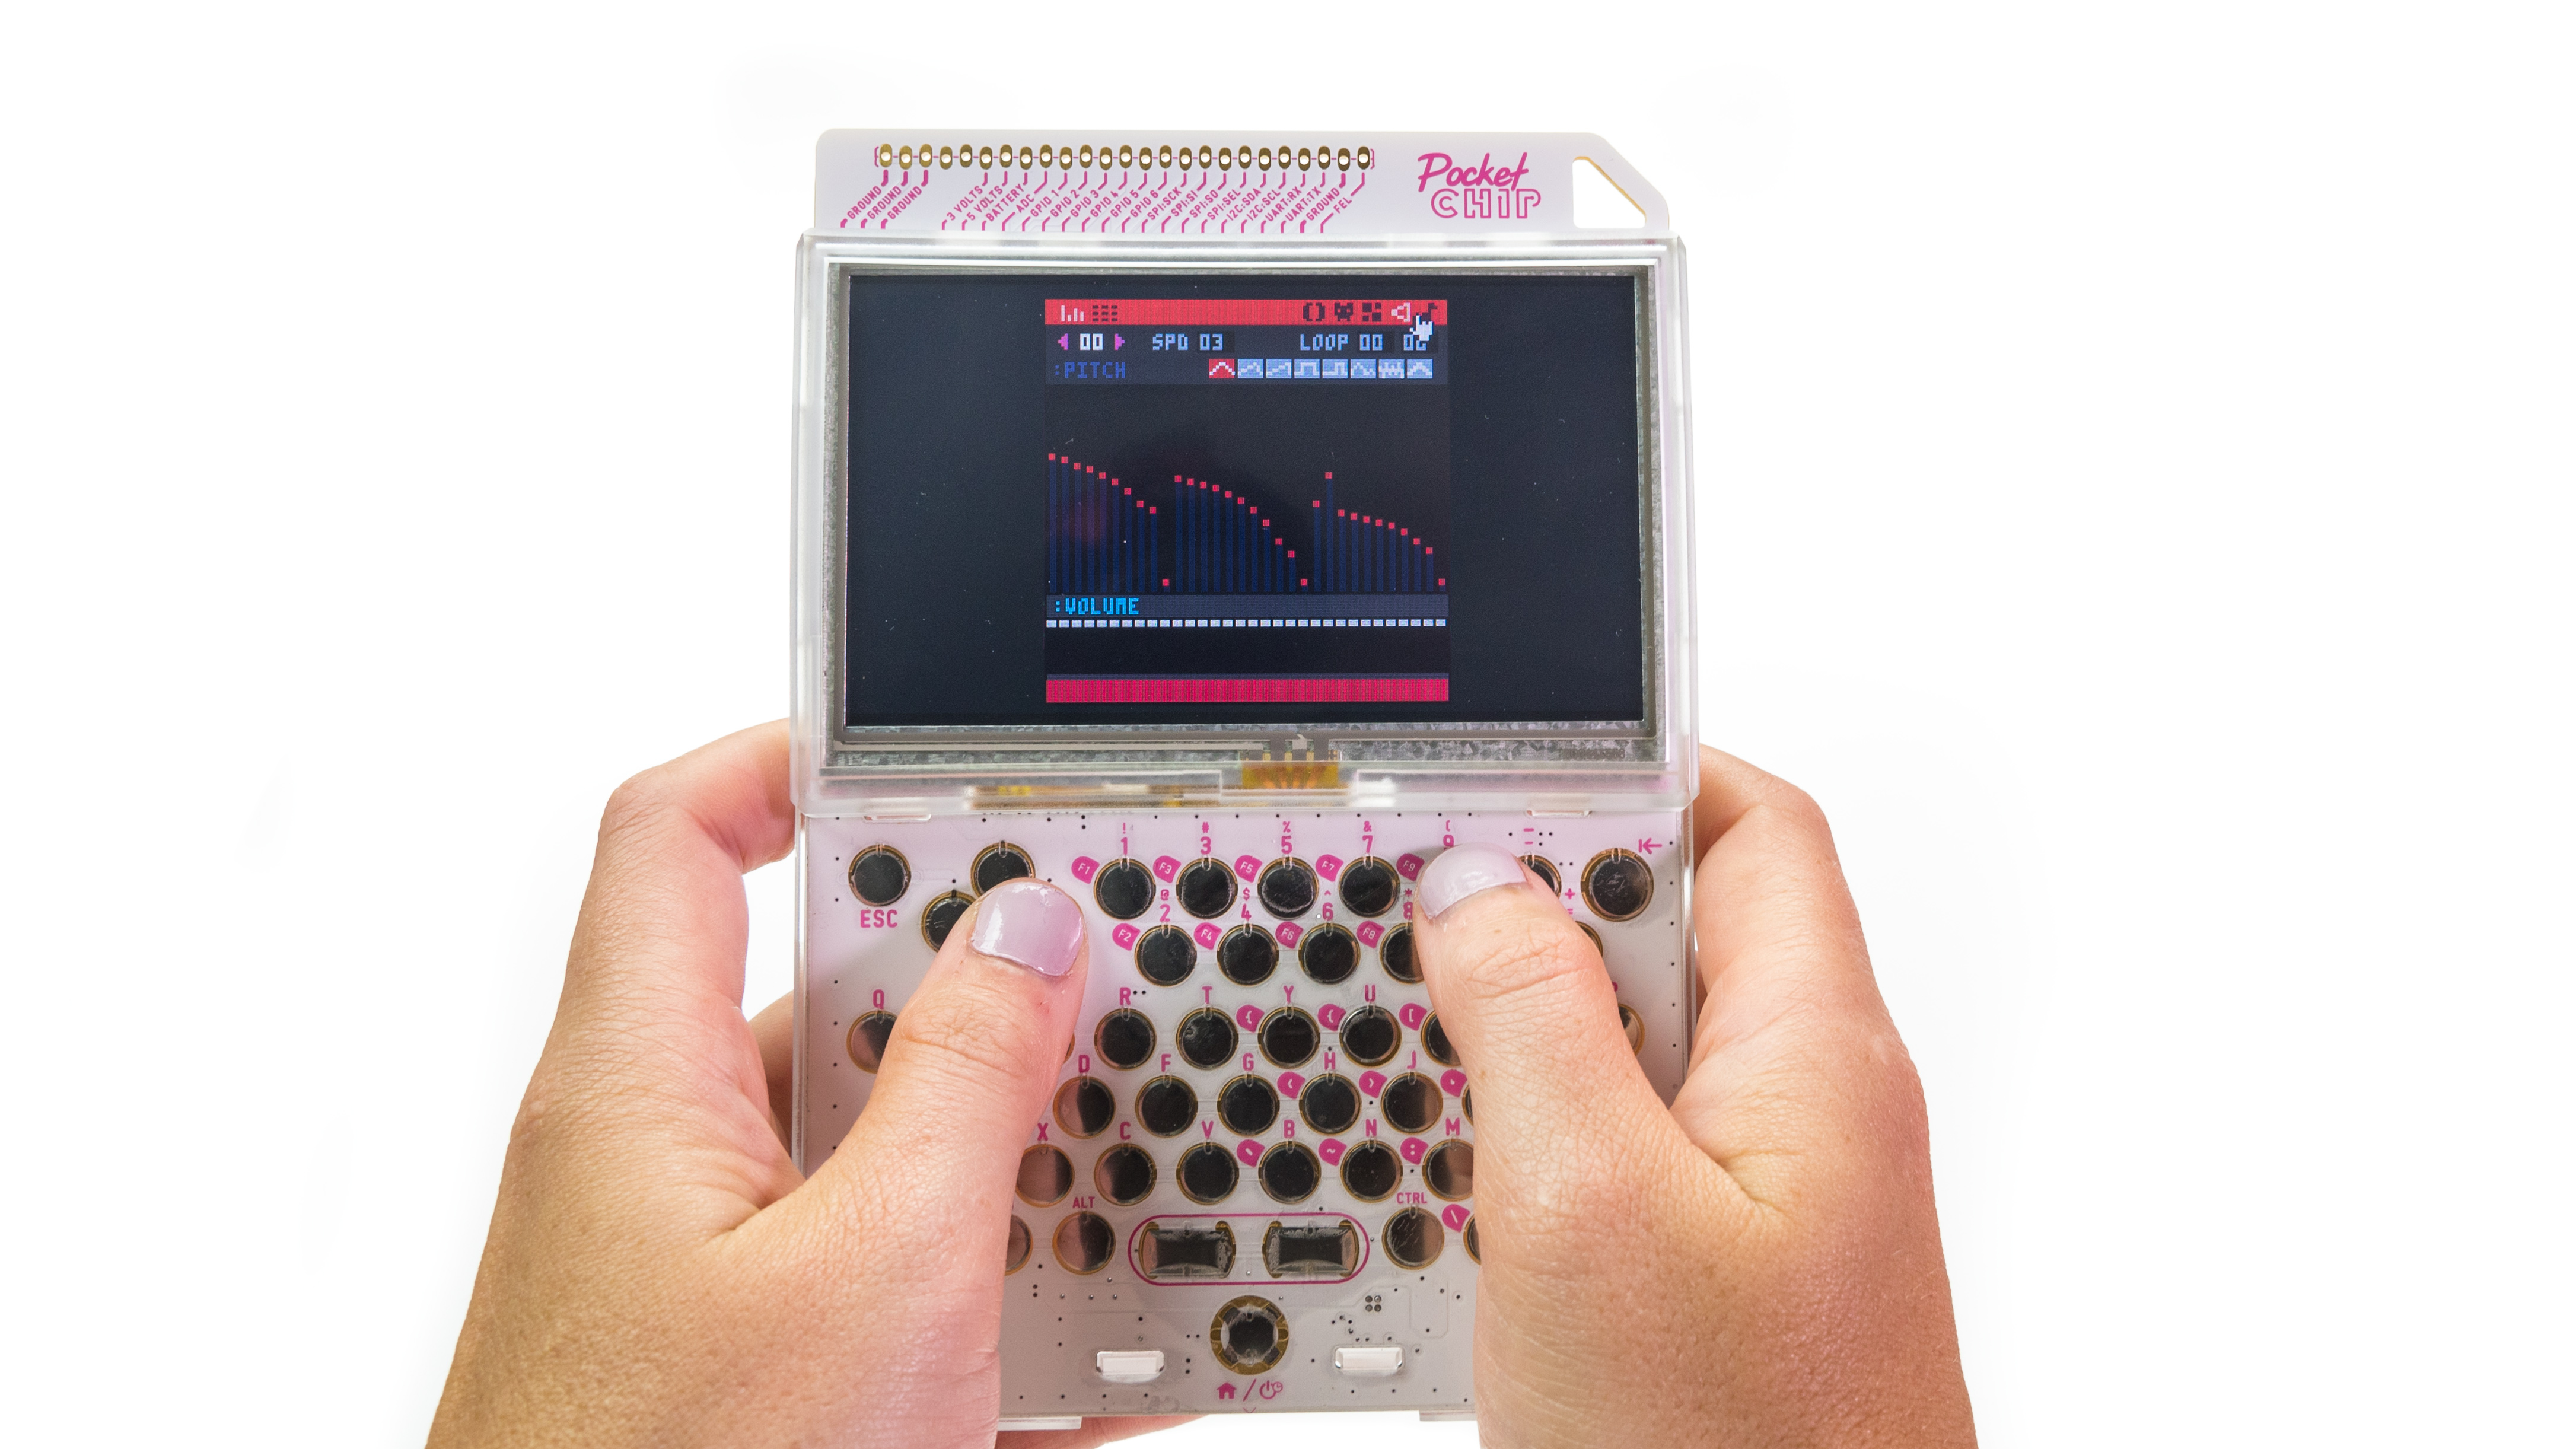 Pocket
CHIP
GROUND GROUND GROUND 3 VOLTS 5 VOLTS BATTERY ADC GPIO 1 GPIO 2 GPIO 3 GPIO 4 GPIO 5 GPIO 6 SPI:SCK SPI:SI SPI:SO SPI:SEL I2C:SDA I2C:SCL UART:RX UART:TX GROUND FEL
00 SPD 03 LOOP 00
:PITCH
:VOLUME
! # % & (
1 3 5 7 9 -
F1 F3 F5 F7 F9
ESC @ $ ^ * +
2 4 6 8 =
F2 F4 F6 F8
Q R T Y U
{ [
D F G H J
< >
X C V B N M
~ :
ALT CTRL
\
/